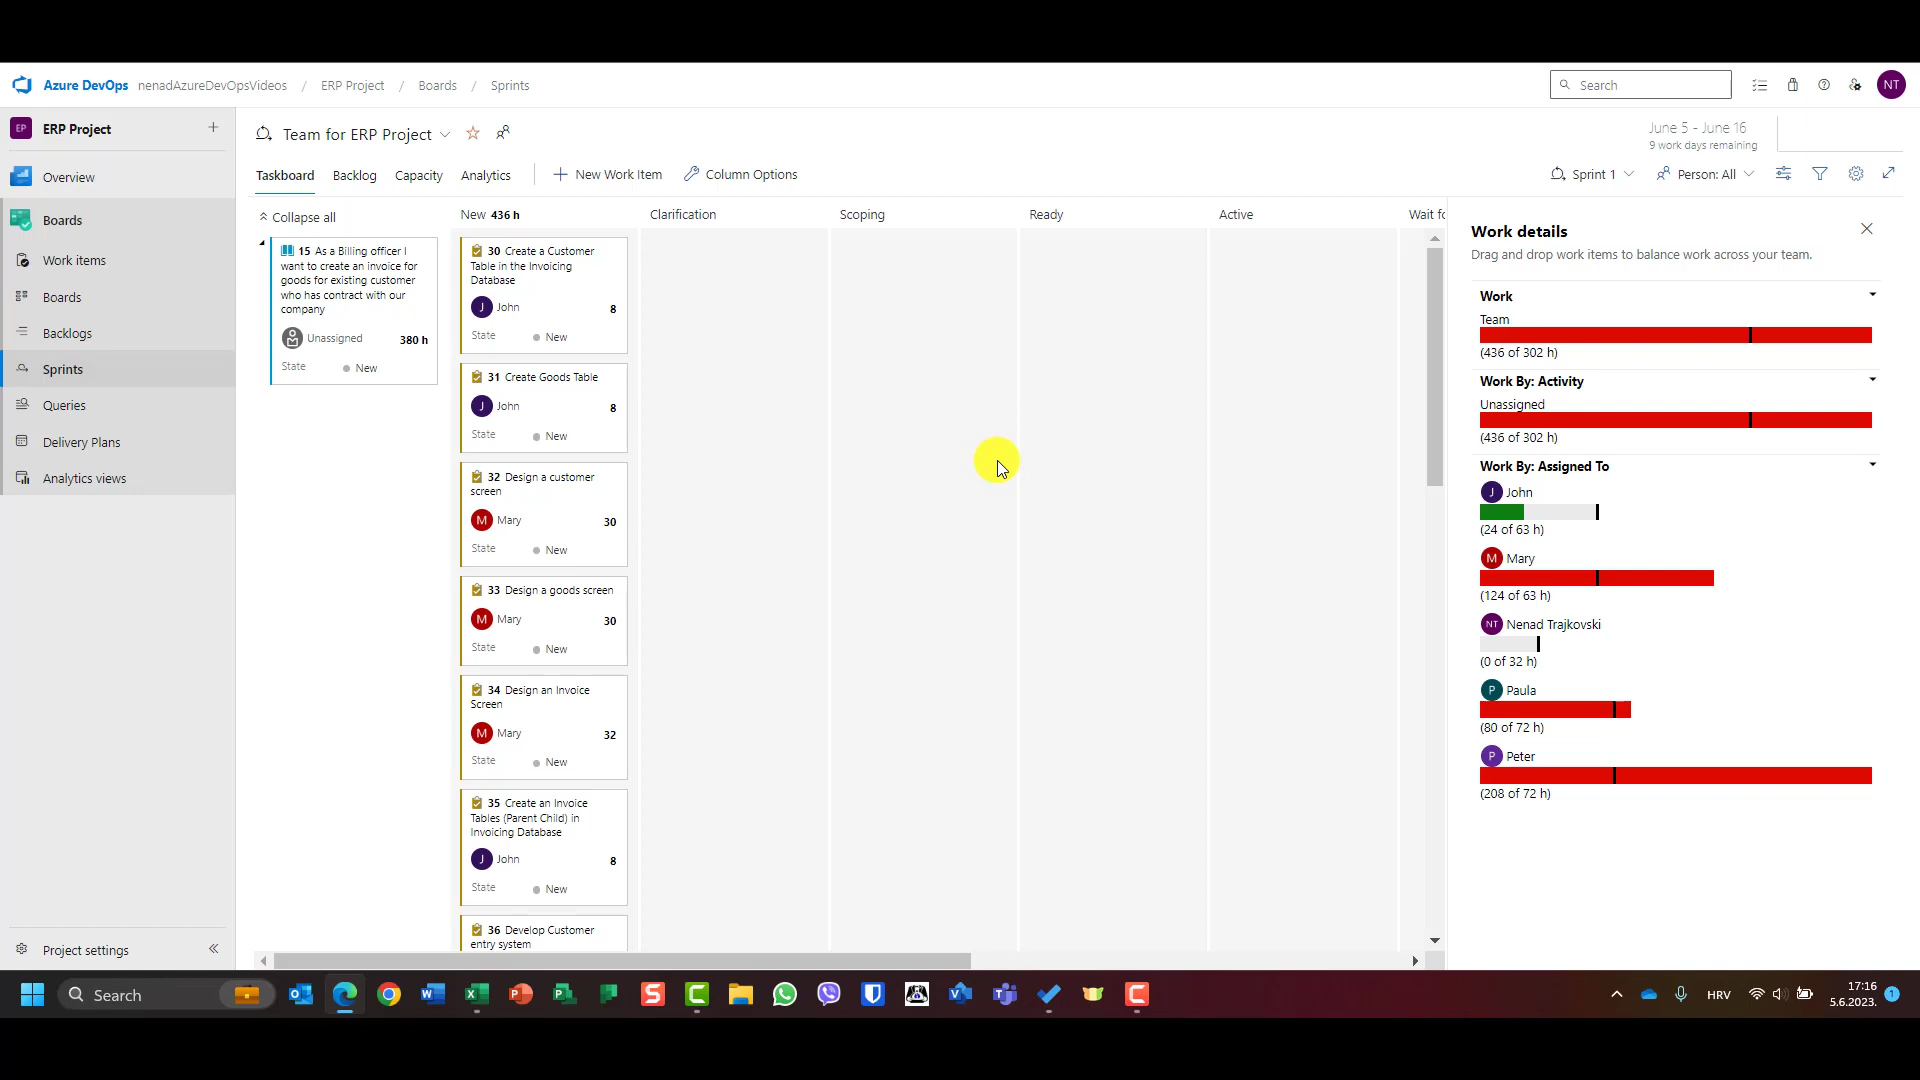 Azure DevOps nenadAzureDevOpsVideos / ERP Project / Boards / Sprints
Search
NT
EP ERP Project
Overview
Boards
Work items
Boards
Backlogs
Sprints
Queries
Delivery Plans
Analytics views
Project settings
Team for ERP Project
June 5 - June 16
9 work days remaining
Taskboard Backlog Capacity Analytics New Work Item Column Options
Sprint 1 Person: All
Collapse all
New 436 h
Clarification
Scoping
Ready
Active
Wait fo
15 As a Billing officer I
want to create an invoice for
goods for existing customer
who has contract with our
company
Unassigned 380 h
State New
30 Create a Customer
Table in the Invoicing
Database
J John 8
State New
31 Create Goods Table
J John 8
State New
32 Design a customer
screen
M Mary 30
State New
33 Design a goods screen
M Mary 30
State New
34 Design an Invoice
Screen
M Mary 32
State New
35 Create an Invoice
Tables (Parent Child) in
Invoicing Database
J John 8
State New
36 Develop Customer
entry system
Work details
Drag and drop work items to balance work across your team.
Work
Team
(436 of 302 h)
Work By: Activity
Unassigned
(436 of 302 h)
Work By: Assigned To
J John
(24 of 63 h)
M Mary
(124 of 63 h)
NT Nenad Trajkovski
(0 of 32 h)
P Paula
(80 of 72 h)
P Peter
(208 of 72 h)
Search
HRV
17:16
5.6.2023.
1